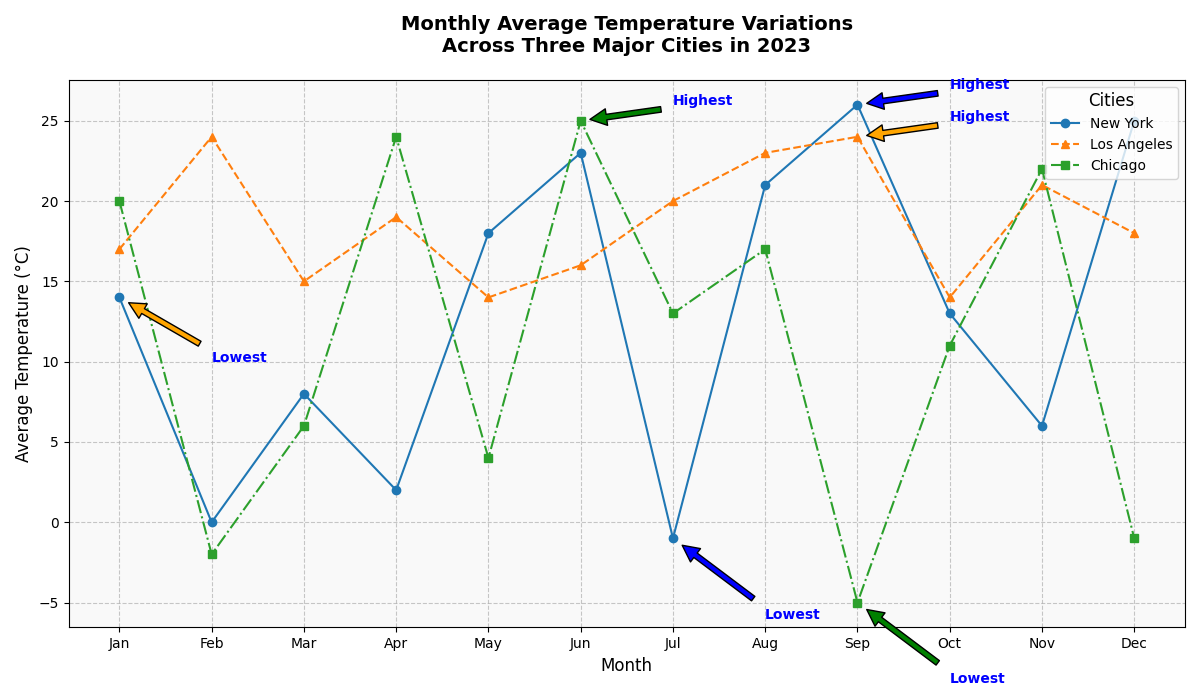 Monthly Average Temperature Variations
Across Three Major Cities in 2023
Highest
Highest
Highest
Cities
New York
Los Angeles
Chicago
Average Temperature (°C)
25
20
15
10
5
0
−5
Lowest
Lowest
Lowest
Jan Feb Mar Apr May Jun Jul Aug Sep Oct Nov Dec
Month